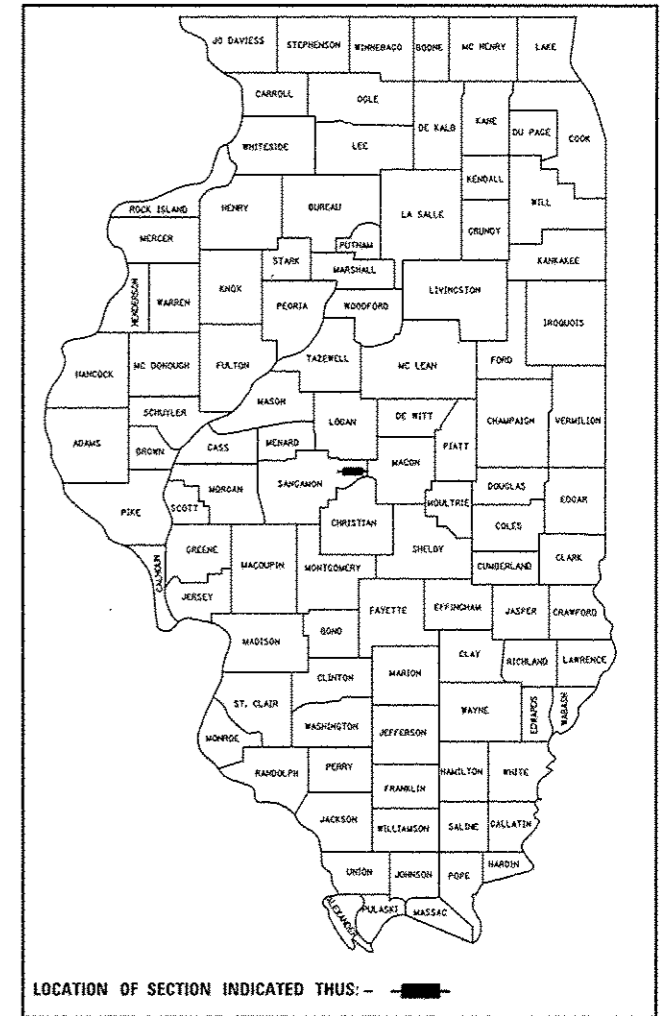 JO DAVIESS STEPHENSON WINNEBAGO BOONE MC HENRY LAKE
CARROLL OGLE DE KALB KANE DU PAGE COOK
WHITESIDE LEE KENDALL WILL
ROCK ISLAND HENRY BUREAU LA SALLE GRUNDY
MERCER PUTNAM KANKAKEE
STARK MARSHALL
HENDERSON WARREN KNOX PEORIA WOODFORD LIVINGSTON IROQUOIS
HANCOCK MC DONOUGH FULTON TAZEWELL MC LEAN FORD
MASON
SCHUYLER LOGAN DE WITT CHAMPAIGN VERMILION
ADAMS BROWN CASS MENARD PIATT
SANGAMON MACON
PIKE SCOTT MORGAN CHRISTIAN MOULTRIE DOUGLAS EDGAR
COLES
GREENE MACOUPIN MONTGOMERY SHELBY CUMBERLAND CLARK
CALHOUN JERSEY FAYETTE EFFINGHAM JASPER CRAWFORD
MADISON BOND
CLAY RICHLAND LAWRENCE
CLINTON MARION
ST. CLAIR WAYNE EDWARDS WABASH
WASHINGTON JEFFERSON
MONROE
RANDOLPH PERRY HAMILTON WHITE
FRANKLIN
JACKSON WILLIAMSON SALINE GALLATIN
UNION JOHNSON POPE HARDIN
ALEXANDER PULASKI MASSAC
LOCATION OF SECTION INDICATED THUS: -